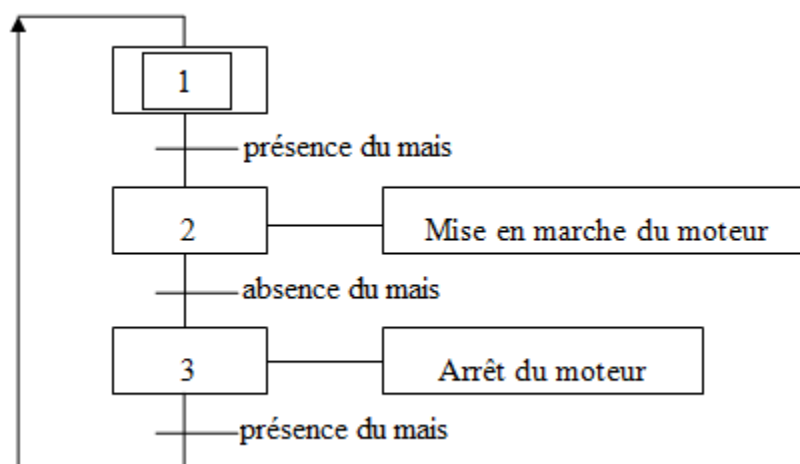 1
présence du mais
2
Mise en marche du moteur
absence du mais
3
Arrêt du moteur
présence du mais